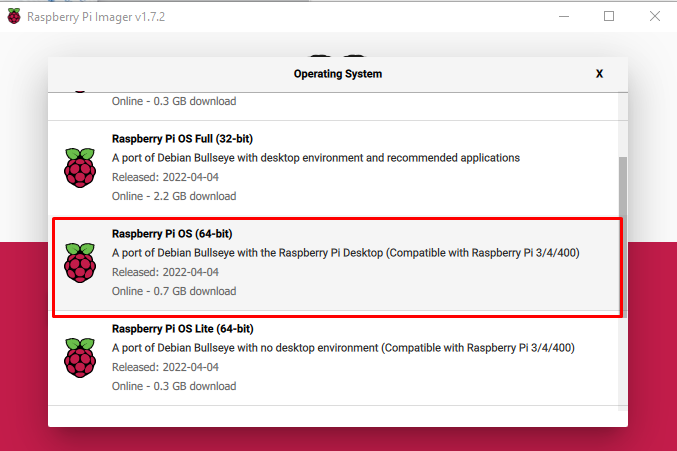 Raspberry Pi Imager v1.7.2
Operating System
X
Online - 0.3 GB download
Raspberry Pi OS Full (32-bit)
A port of Debian Bullseye with desktop environment and recommended applications
Released: 2022-04-04
Online - 2.2 GB download
Raspberry Pi OS (64-bit)
A port of Debian Bullseye with the Raspberry Pi Desktop (Compatible with Raspberry Pi 3/4/400)
Released: 2022-04-04
Online - 0.7 GB download
Raspberry Pi OS Lite (64-bit)
A port of Debian Bullseye with no desktop environment (Compatible with Raspberry Pi 3/4/400)
Released: 2022-04-04
Online - 0.3 GB download